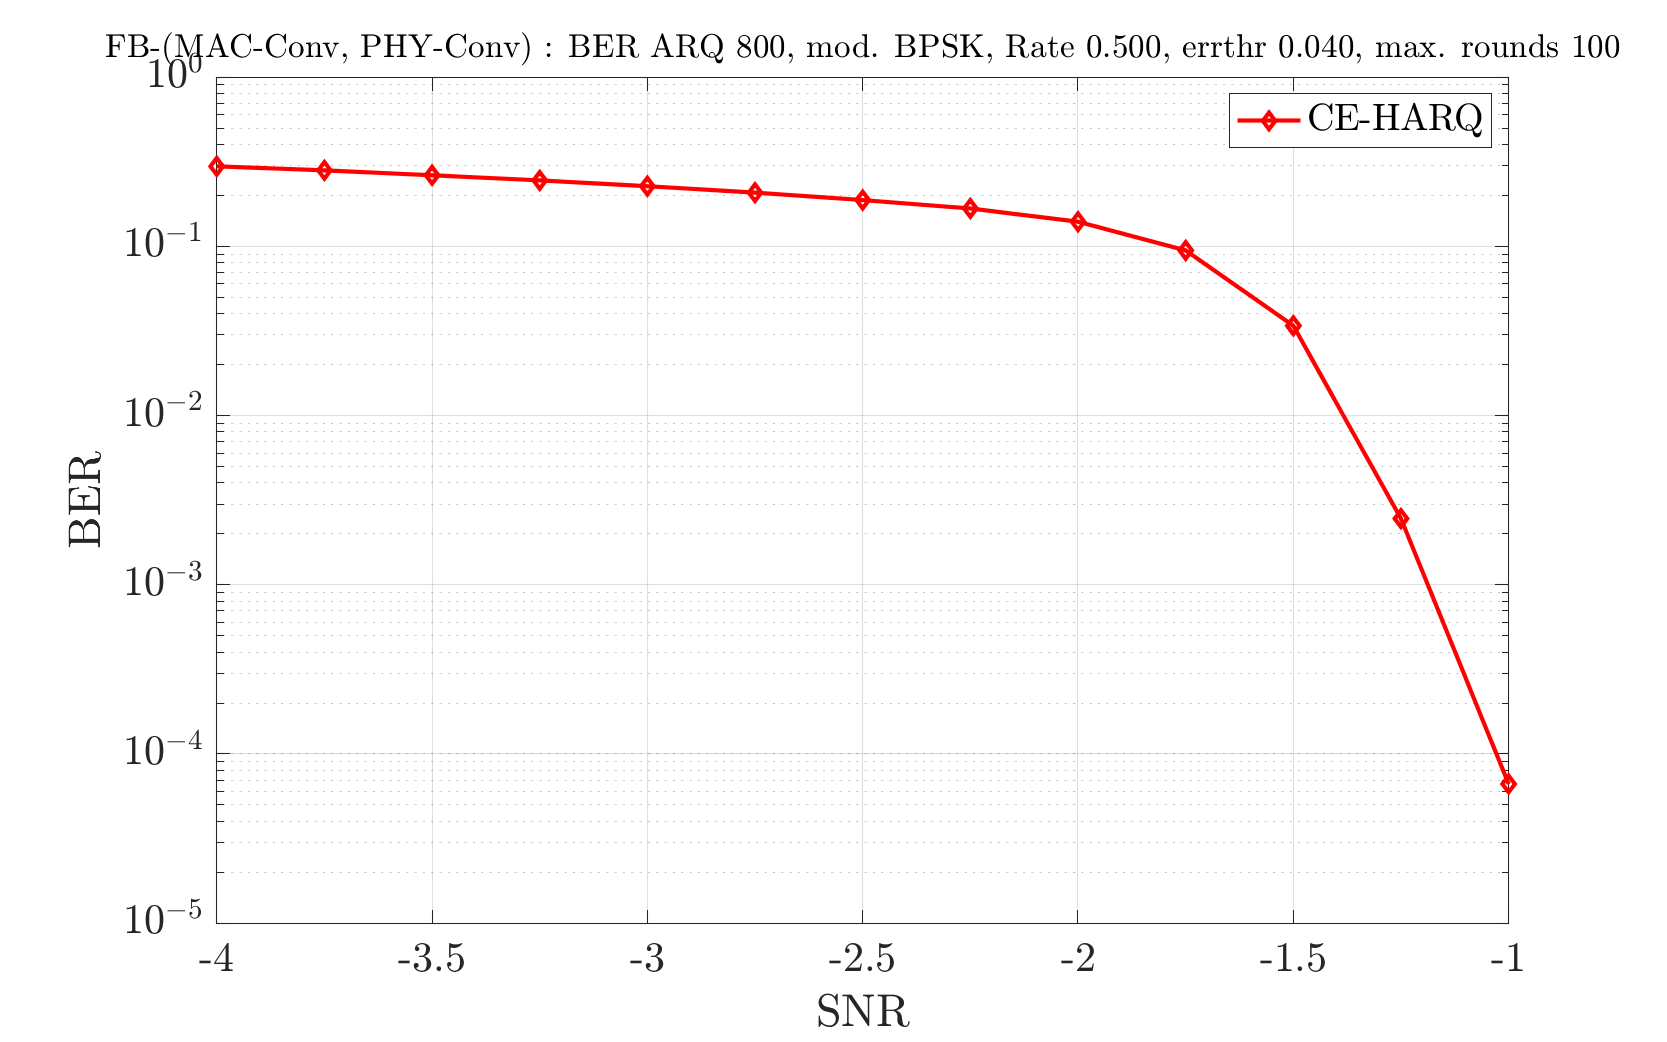 FB-(MAC-Conv, PHY-Conv) : BER ARQ 800, mod. BPSK, Rate 0.500, errthr 0.040, max. rounds 100
CE-HARQ
10^0
10^−1
10^−2
10^−3
10^−4
10^−5
BER
-4 -3.5 -3 -2.5 -2 -1.5 -1
SNR